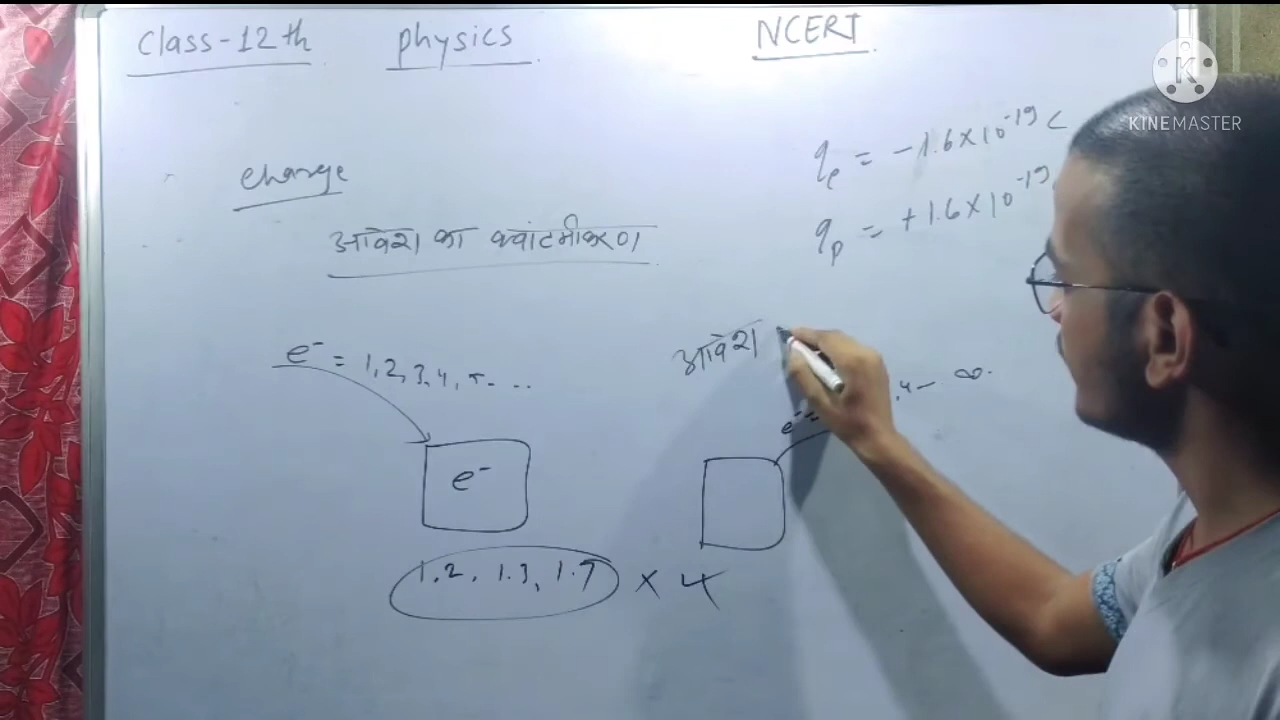 Class-12th physics NCERT
KINEMASTER
qe = -1.6×10⁻¹⁹ C
charge
qp = +1.6×10⁻¹⁹
आवेश का क्वांटमीकरण
आवेश
e⁻ = 1,2,3,4,
,4- ∞
e⁻=
e⁻
1.2, 1.3, 1.7 × 4